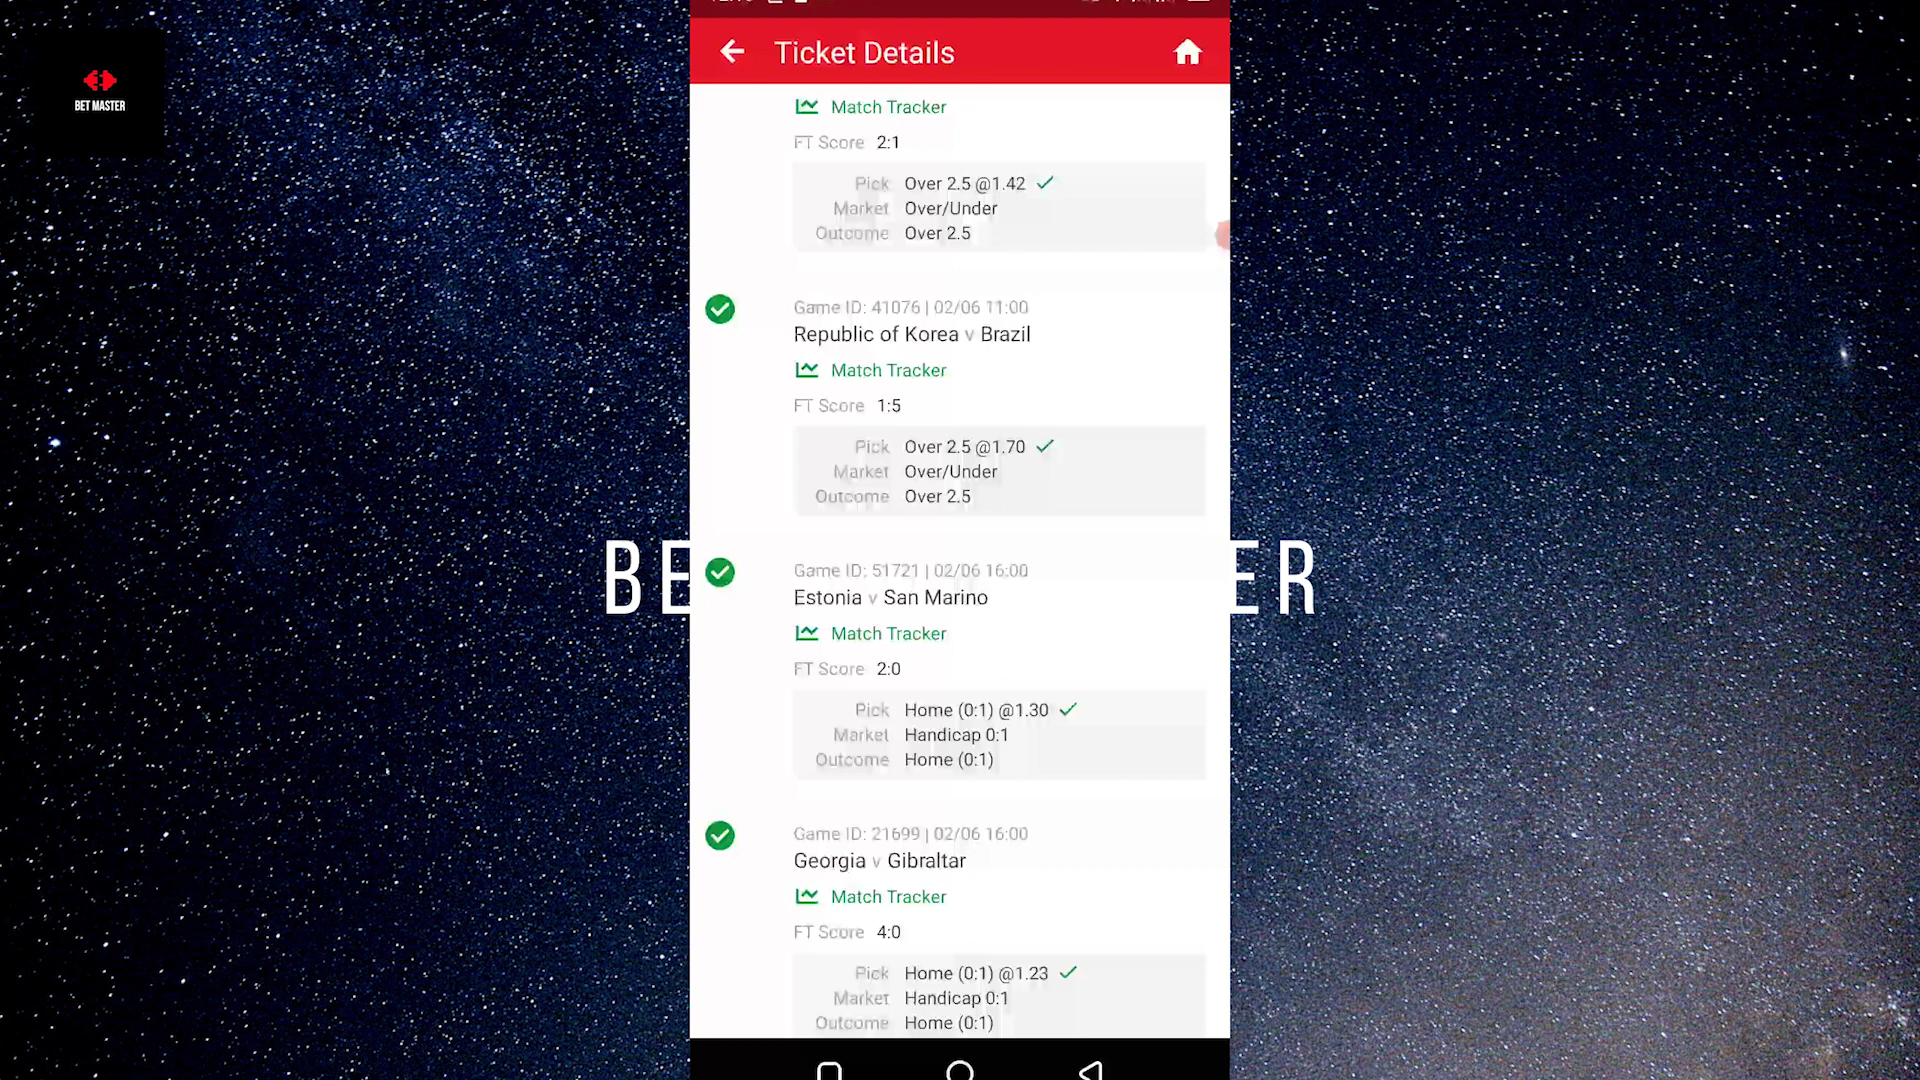 BET MASTER
Ticket Details
Match Tracker
FT Score 2:1
Pick Over 2.5 @1.42
Market Over/Under
Outcome Over 2.5
Game ID: 41076 | 02/06 11:00
Republic of Korea v Brazil
Match Tracker
FT Score 1:5
Pick Over 2.5 @1.70
Market Over/Under
Outcome Over 2.5
BE ER
Game ID: 51721 | 02/06 16:00
Estonia v San Marino
Match Tracker
FT Score 2:0
Pick Home (0:1) @1.30
Market Handicap 0:1
Outcome Home (0:1)
Game ID: 21699 | 02/06 16:00
Georgia v Gibraltar
Match Tracker
FT Score 4:0
Pick Home (0:1) @1.23
Market Handicap 0:1
Outcome Home (0:1)